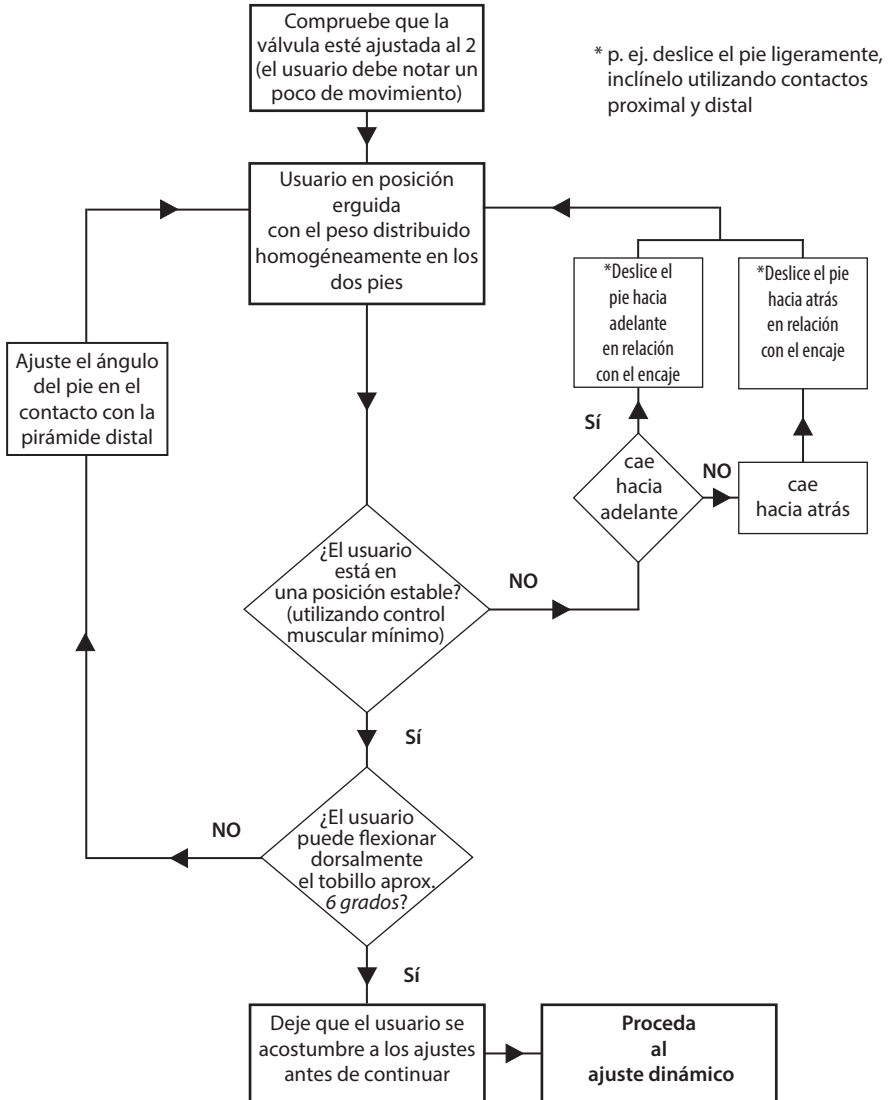 Compruebe que la
válvula esté ajustada al 2
(el usuario debe notar un
poco de movimiento)
* p. ej. deslice el pie ligeramente,
inclínelo utilizando contactos
proximal y distal
Usuario en posición
erguida
con el peso distribuido
homogéneamente en los
dos pies
*Deslice el
pie hacia
adelante
en relación
con el encaje
*Deslice el pie
hacia atrás
en relación
con el encaje
Ajuste el ángulo
del pie en el
contacto con la
pirámide distal
Sí
cae
hacia
adelante
NO
cae
hacia atrás
¿El usuario
está en
una posición estable?
(utilizando control
muscular mínimo)
NO
Sí
¿El usuario
puede flexionar
dorsalmente
el tobillo aprox.
6 grados?
NO
Sí
Deje que el usuario se
acostumbre a los ajustes
antes de continuar
Proceda
al
ajuste dinámico